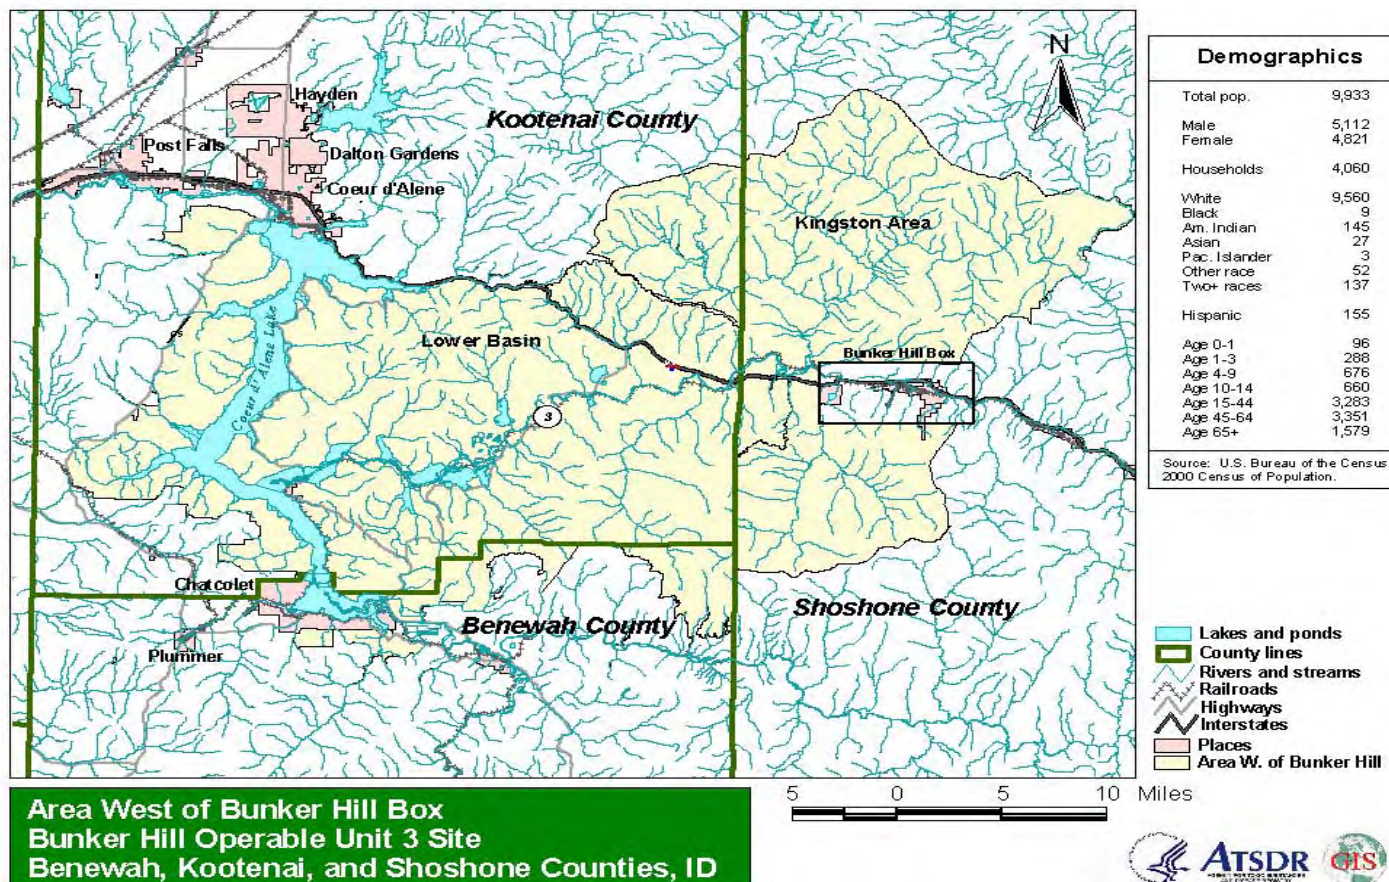 Hayden
Kootenai County
N
Post Falls
Dalton Gardens
Coeur d'Alene
Kingston Area
Coeur d'Alene Lake
Lower Basin
Bunker Hill Box
3
Chatcolet
Benewah County
Shoshone County
Plummer
Demographics
Total pop. 9,933
Male 5,112
Female 4,821
Households 4,060
White 9,560
Black 9
Am. Indian 145
Asian 27
Pac. Islander 3
Other race 52
Two+ races 137
Hispanic 155
Age 0-1 96
Age 1-3 288
Age 4-9 676
Age 10-14 660
Age 15-44 3,283
Age 45-64 3,351
Age 65+ 1,579
Source: U.S. Bureau of the Census
2000 Census of Population.
Lakes and ponds
County lines
Rivers and streams
Railroads
Highways
Interstates
Places
Area W. of Bunker Hill
5 0 5 10 Miles
Area West of Bunker Hill Box
Bunker Hill Operable Unit 3 Site
Benewah, Kootenai, and Shoshone Counties, ID
ATSDR
GIS